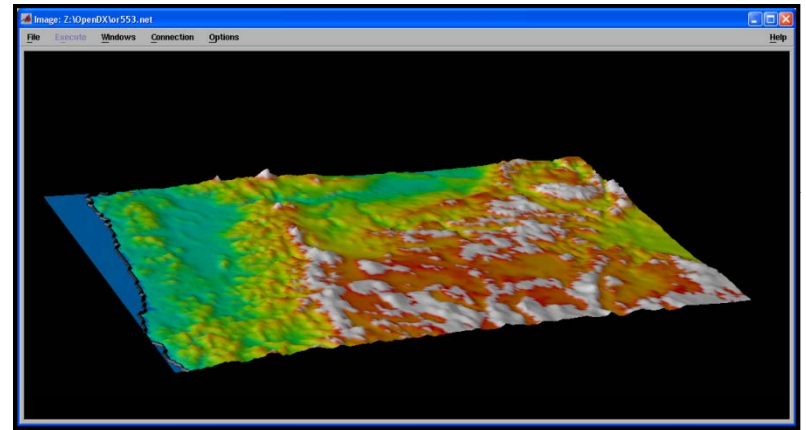 Image: Z:\OpenDX\or553.net
File Execute Windows Connection Options Help